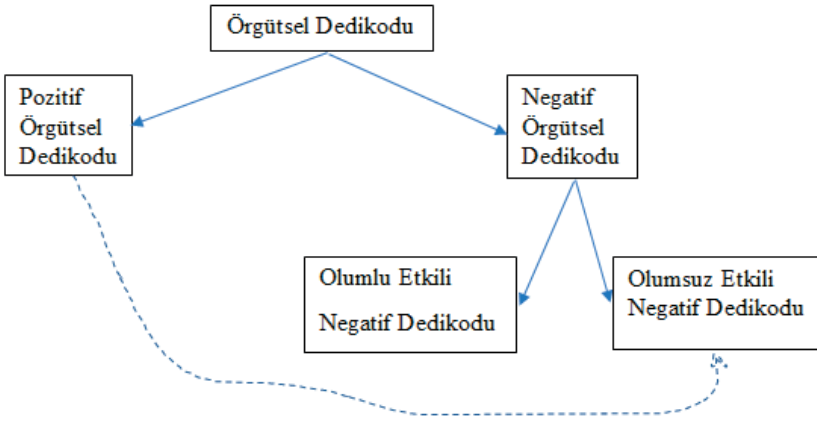 Örgütsel Dedikodu
Pozitif
Örgütsel
Dedikodu
Negatif
Örgütsel
Dedikodu
Olumlu Etkili
Negatif Dedikodu
Olumsuz Etkili
Negatif Dedikodu